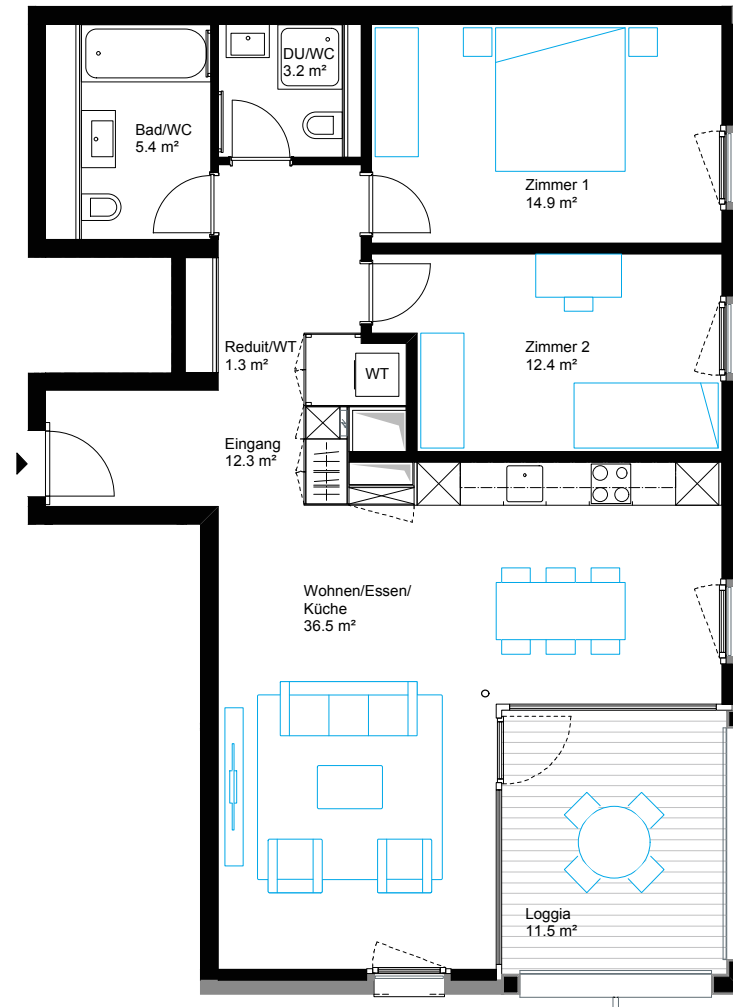 DU/WC
3.2 m²
Bad/WC
5.4 m²
Zimmer 1
14.9 m²
Reduit/WT
1.3 m²
WT
Zimmer 2
12.4 m²
Eingang
12.3 m²
Wohnen/Essen/
Küche
36.5 m²
Loggia
11.5 m²